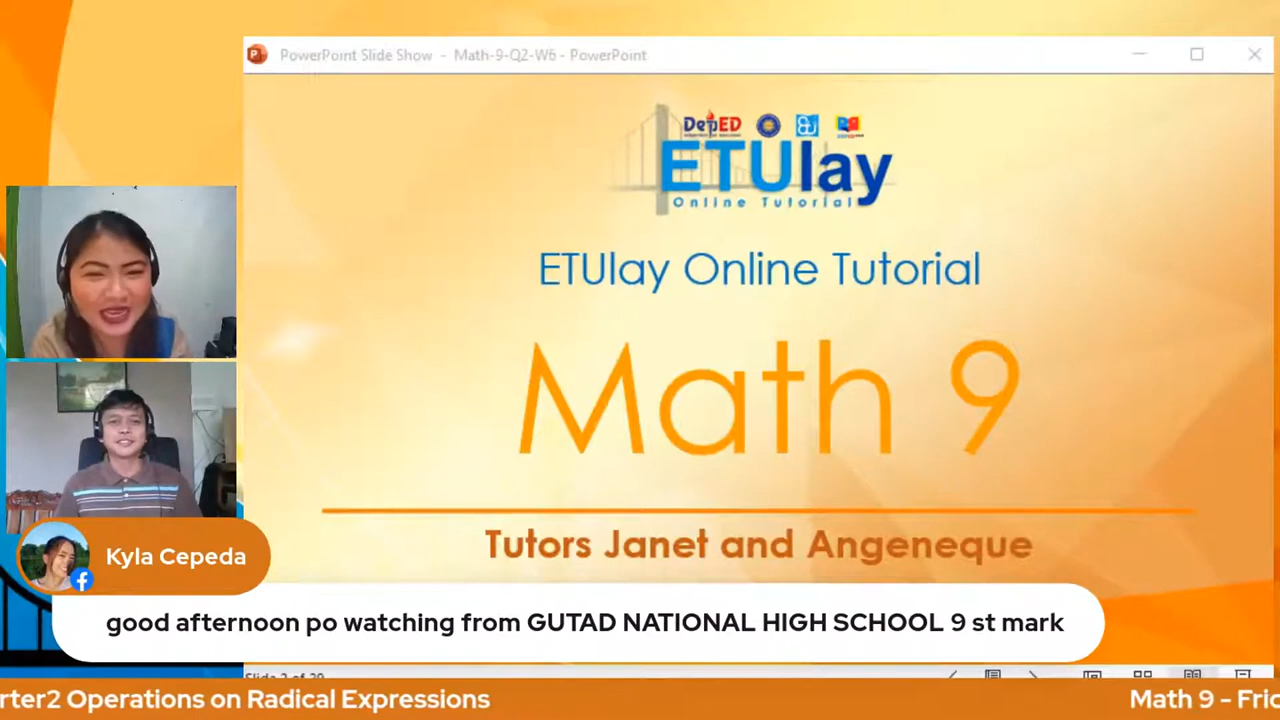 PowerPoint Slide Show - Math-9-Q2-W6 - PowerPoint
DepED
ETUlay
Online Tutorial
ETUlay Online Tutorial
Math 9
Tutors Janet and Angeneque
Kyla Cepeda
good afternoon po watching from GUTAD NATIONAL HIGH SCHOOL 9 st mark
rter2 Operations on Radical Expressions
Math 9 - Fric